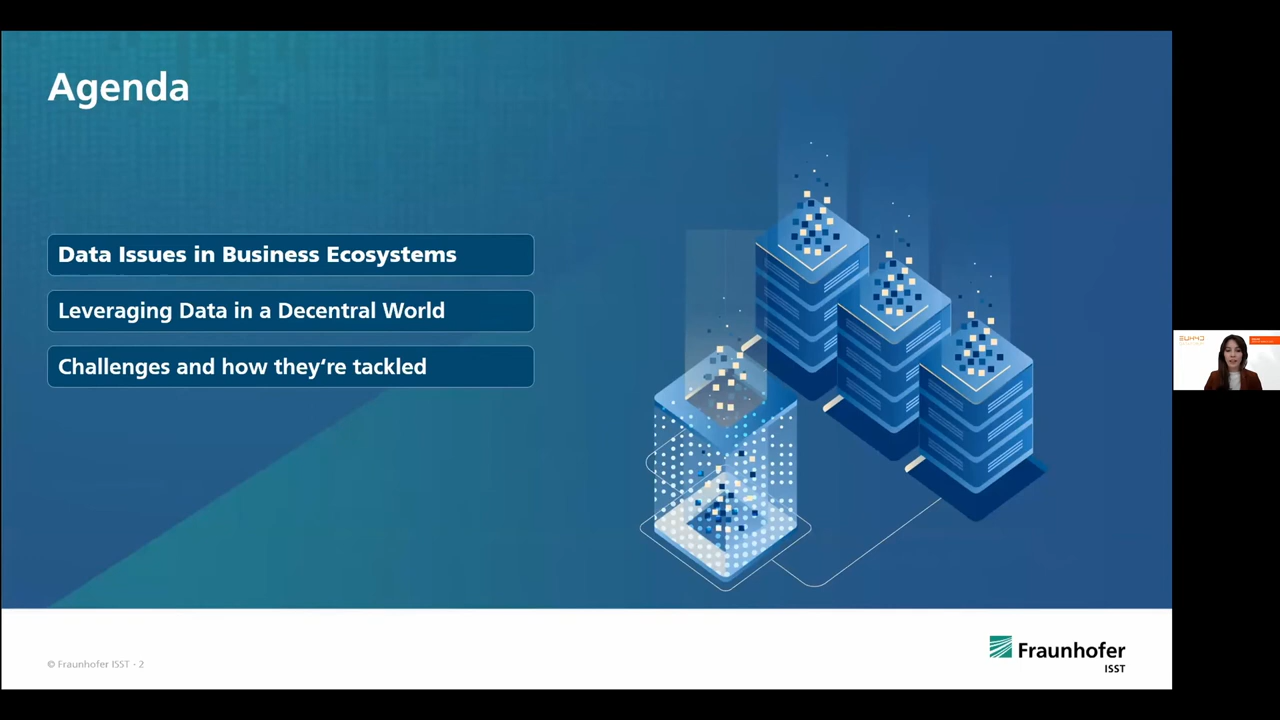 Agenda
Data Issues in Business Ecosystems
Leveraging Data in a Decentral World
Challenges and how they‘re tackled
© Fraunhofer ISST - 2
Fraunhofer
ISST